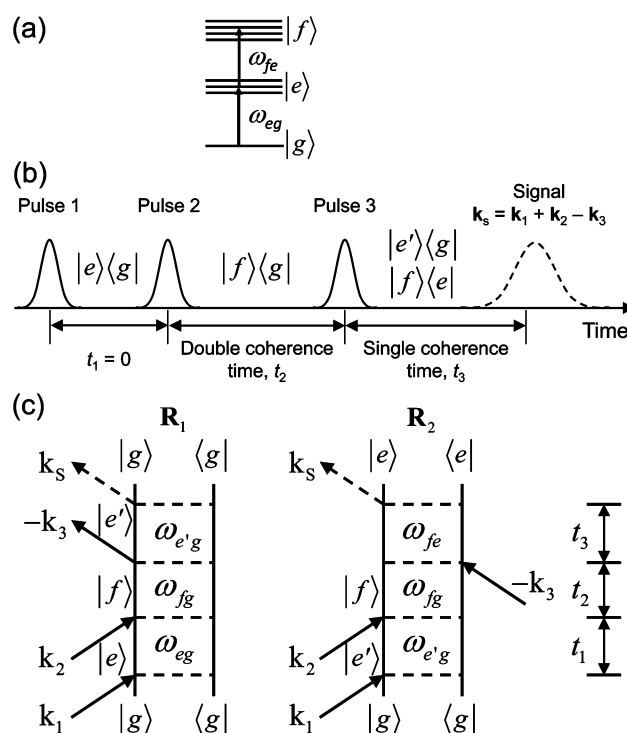 (a)
|f⟩
ω_fe
|e⟩
ω_eg
|g⟩
(b)
Pulse 1 Pulse 2 Pulse 3 Signal
k_s = k_1 + k_2 − k_3
|e⟩⟨g| |f⟩⟨g| |e'⟩⟨g|
|f⟩⟨e|
Time
t_1 = 0 Double coherence time, t_2 Single coherence time, t_3
(c)
R_1 R_2
|g⟩ ⟨g| |e⟩ ⟨e|
k_S k_S
−k_3 |e'⟩ ω_e'g ω_fe t_3
|f⟩ ω_fg |f⟩ ω_fg −k_3 t_2
k_2 |e⟩ ω_eg k_2 |e'⟩ ω_e'g t_1
k_1 |g⟩ ⟨g| k_1 |g⟩ ⟨g|